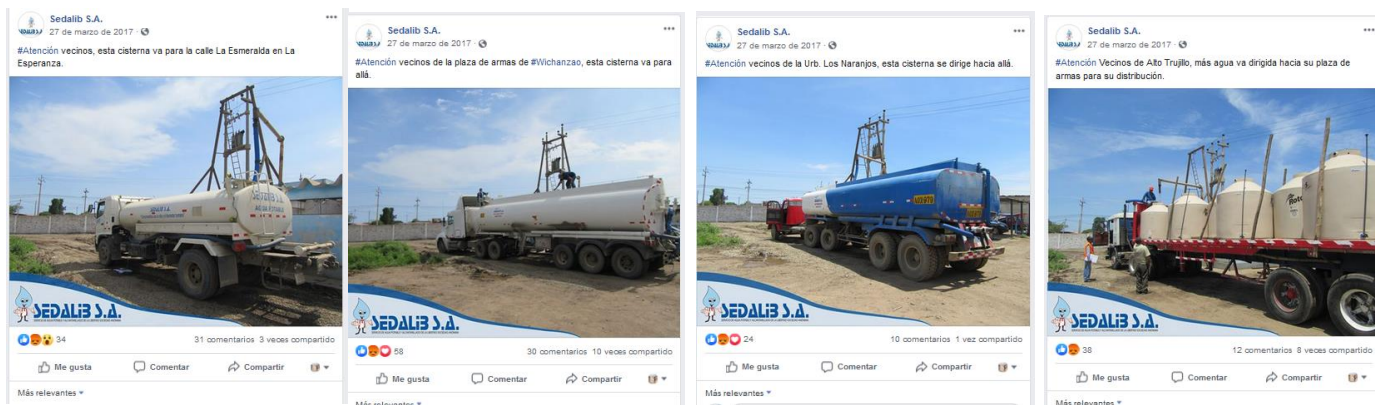 Sedalib S.A.
27 de marzo de 2017
#Atención vecinos, esta cisterna va para la calle La Esmeralda en La
Esperanza.
SEDALIB S.A.
AGUA POTABLE
SEDALIB S.A.
34
31 comentarios 3 veces compartido
Me gusta
Comentar
Compartir
Más relevantes
Sedalib S.A.
27 de marzo de 2017
#Atención vecinos de la plaza de armas de #Wichanzao, esta cisterna va para
allá.
SEDALIB S.A.
58
30 comentarios 10 veces compartido
Me gusta
Comentar
Compartir
Más relevantes
Sedalib S.A.
27 de marzo de 2017
#Atención vecinos de la Urb. Los Naranjos, esta cisterna se dirige hacia allá.
SEDALIB S.A.
24
10 comentarios 1 vez compartido
Me gusta
Comentar
Compartir
Más relevantes
Sedalib S.A.
27 de marzo de 2017
#Atención Vecinos de Alto Trujillo, más agua va dirigida hacia su plaza de
armas para su distribución.
SEDALIB S.A.
38
12 comentarios 8 veces compartido
Me gusta
Comentar
Compartir
Más relevantes